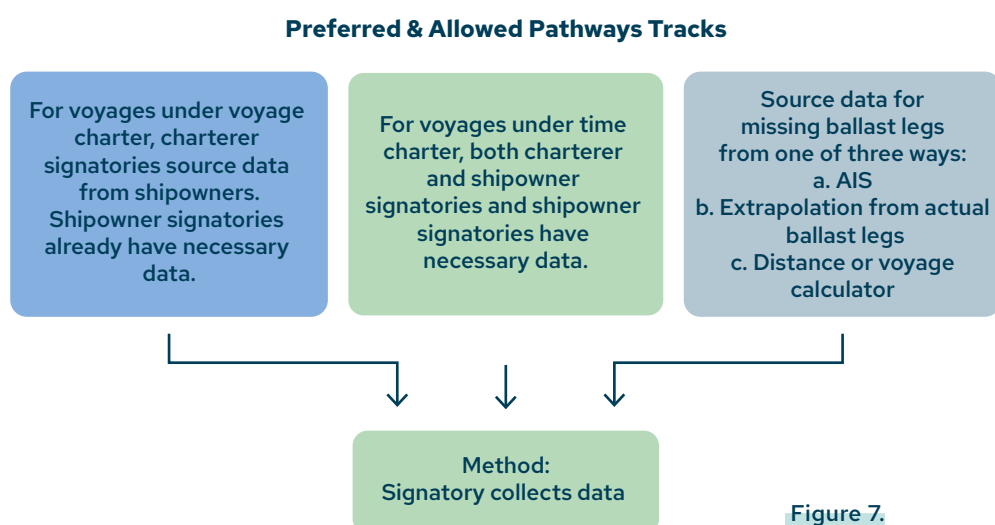 Preferred & Allowed Pathways Tracks
For voyages under voyage
charter, charterer
signatories source data
from shipowners.
Shipowner signatories
already have necessary
data.
For voyages under time
charter, both charterer
and shipowner
signatories and shipowner
signatories have
necessary data.
Source data for
missing ballast legs
from one of three ways:
a. AIS
b. Extrapolation from actual
ballast legs
c. Distance or voyage
calculator
Method:
Signatory collects data
Figure 7.